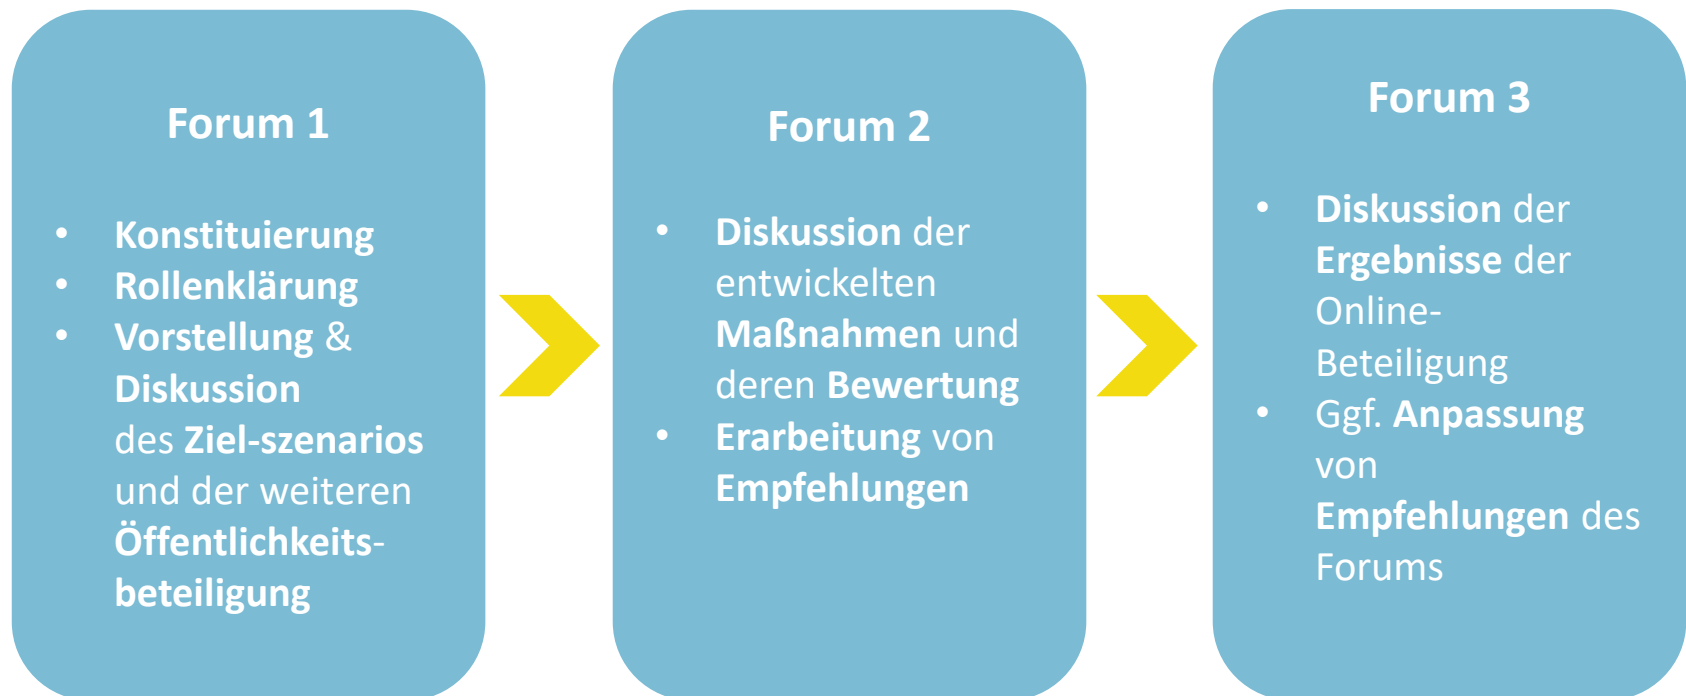 Forum 1
• Konstituierung
• Rollenklärung
• Vorstellung &
Diskussion
des Ziel-szenarios
und der weiteren
Öffentlichkeits-
beteiligung
Forum 2
• Diskussion der
entwickelten
Maßnahmen und
deren Bewertung
• Erarbeitung von
Empfehlungen
Forum 3
• Diskussion der
Ergebnisse der
Online-
Beteiligung
• Ggf. Anpassung
von
Empfehlungen des
Forums